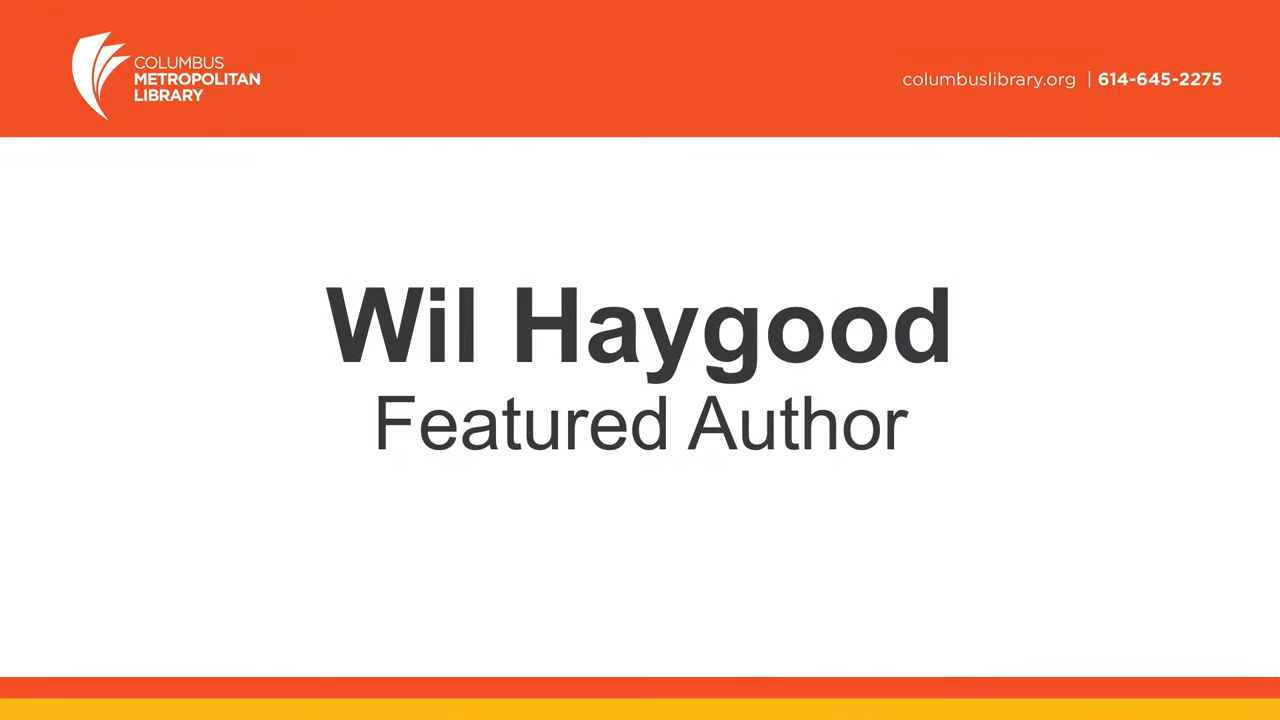 COLUMBUS
METROPOLITAN
LIBRARY
columbuslibrary.org | 614-645-2275
Wil Haygood
Featured Author